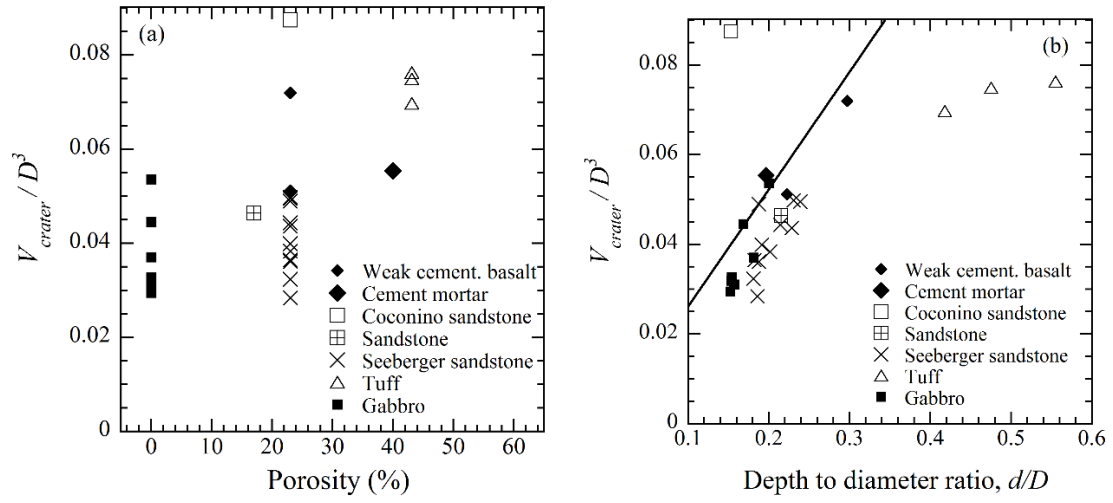 (a)
0.08
0.06
0.04
0.02
0
V_crater / D^3
Weak cement. basalt
Cement mortar
Coconino sandstone
Sandstone
Seeberger sandstone
Tuff
Gabbro
0 10 20 30 40 50 60
Porosity (%)
(b)
0.08
0.06
0.04
0.02
0
V_crater / D^3
Weak cement. basalt
Cement mortar
Coconino sandstone
Sandstone
Seeberger sandstone
Tuff
Gabbro
0.1 0.2 0.3 0.4 0.5 0.6
Depth to diameter ratio, d/D